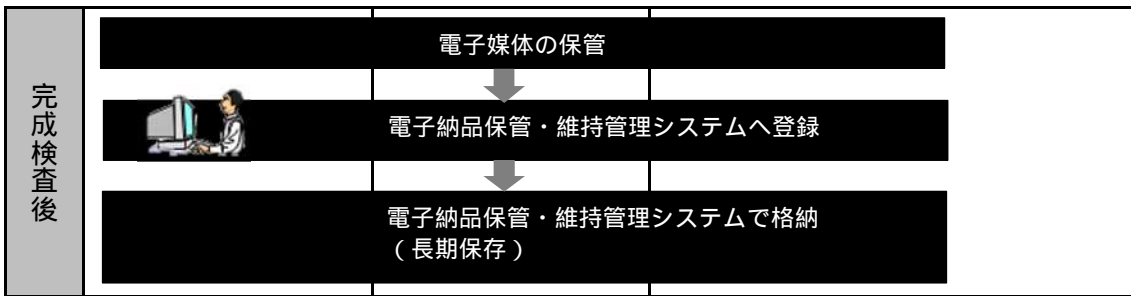 完成検査後
電子媒体の保管
電子納品保管・維持管理システムへ登録
電子納品保管・維持管理システムで格納
(長期保存)